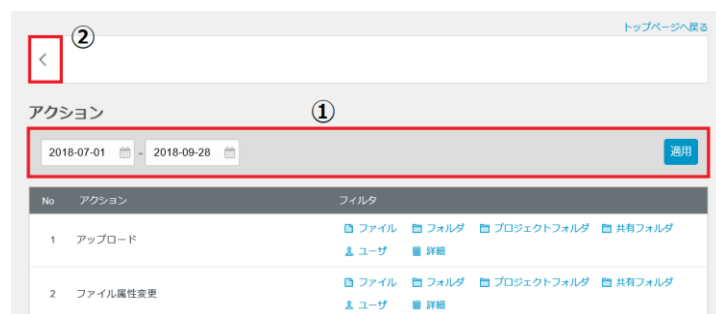 トップページへ戻る
②
<
アクション
①
2018-07-01 - 2018-09-28 適用
No アクション フィルタ
1 アップロード ファイル フォルダ プロジェクトフォルダ 共有フォルダ
ユーザ 詳細
2 ファイル属性変更 ファイル フォルダ プロジェクトフォルダ 共有フォルダ
ユーザ 詳細